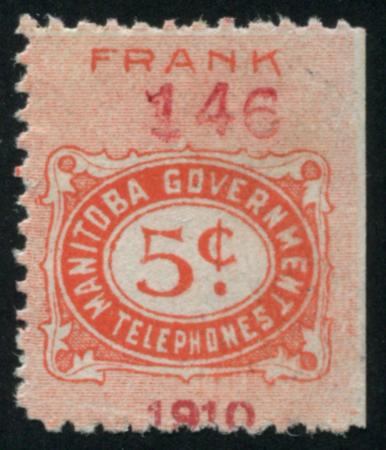 FRANK
146
MANITOBA GOVERNMENT
5¢
TELEPHONES
1910